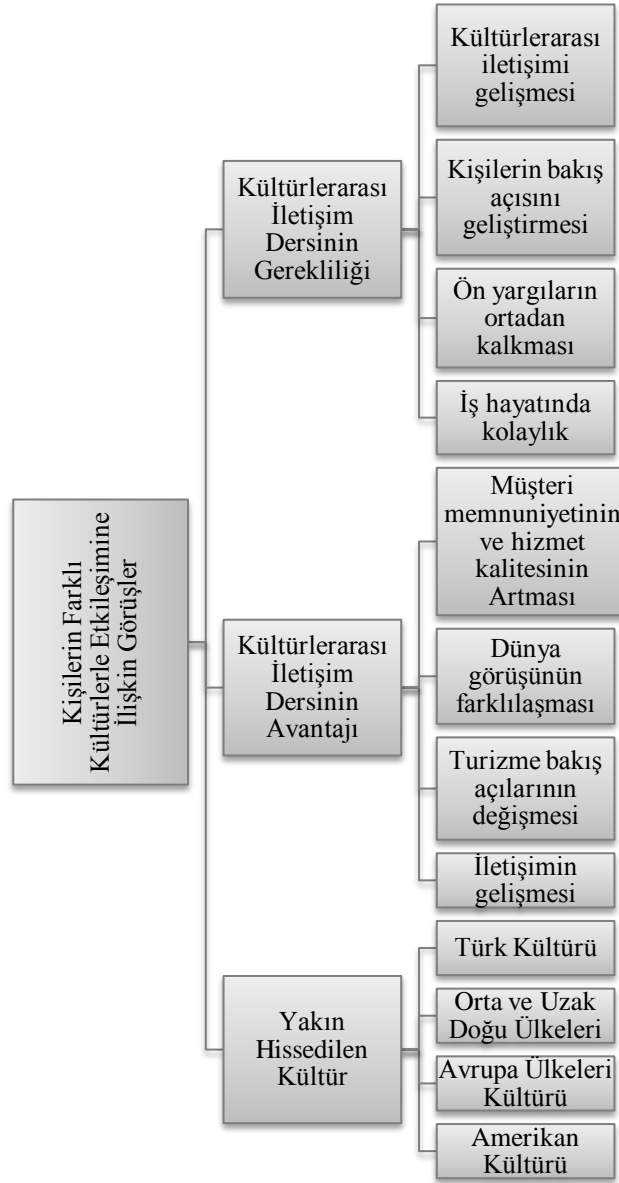 Kişilerin Farklı
Kültürlerle Etkileşimine
İlişkin Görüşler
Kültürlerarası
İletişim
Dersinin
Gerekliliği
Kültürlerarası
iletişimi
gelişmesi
Kişilerin bakış
açısını
geliştirmesi
Ön yargıların
ortadan
kalkması
İş hayatında
kolaylık
Kültürlerarası
İletişim
Dersinin
Avantajı
Müşteri
memnuniyetinin
ve hizmet
kalitesinin
Artması
Dünya
görüşünün
farklılaşması
Turizme bakış
açılarının
değişmesi
İletişimin
gelişmesi
Yakın
Hissedilen
Kültür
Türk Kültürü
Orta ve Uzak
Doğu Ülkeleri
Avrupa Ülkeleri
Kültürü
Amerikan
Kültürü